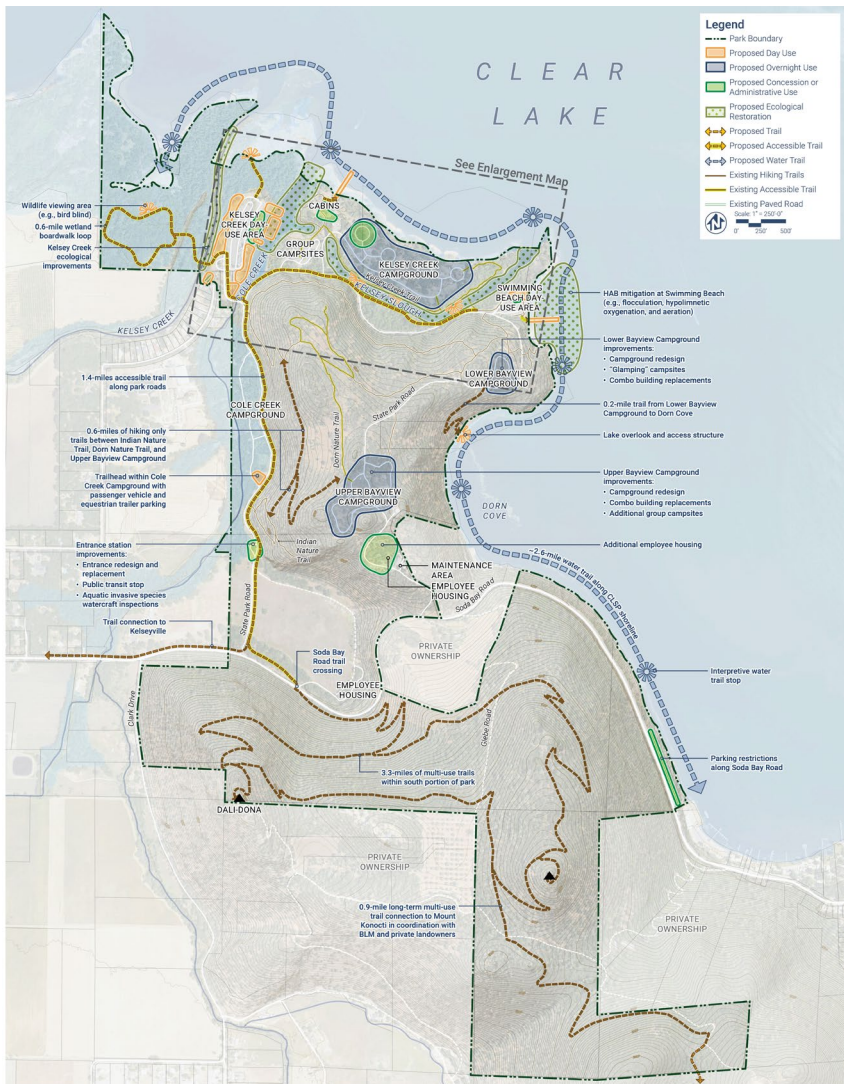 CLEAR
LAKE
Legend
Park Boundary
Proposed Day Use
Proposed Overnight Use
Proposed Concession or
Administrative Use
Proposed Ecological
Restoration
Proposed Trail
Proposed Accessible Trail
Proposed Water Trail
Existing Hiking Trails
Existing Accessible Trail
Existing Paved Road
Scale: 1" = 250'-0"
0' 250' 500'
N
See Enlargement Map
Wildlife viewing area
(e.g., bird blind)
0.6-mile wetland
boardwalk loop
Kelsey Creek
ecological
improvements
KELSEY
CREEK DAY-
USE AREA
CABINS
GROUP
CAMPSITES
KELSEY CREEK
CAMPGROUND
Kelsey Creek Trail
KELSEY SLOUGH
COLE CREEK
KELSEY CREEK
SWIMMING
BEACH DAY-
USE AREA
HAB mitigation at Swimming Beach
(e.g., flocculation, hypolimnetic
oxygenation, and aeration)
Lower Bayview Campground
improvements:
• Campground redesign
• "Glamping" campsites
• Combo building replacements
LOWER BAYVIEW
CAMPGROUND
1.4-miles accessible trail
along park roads
COLE CREEK
CAMPGROUND
State Park Road
Dorn Nature Trail
0.2-mile trail from Lower Bayview
Campground to Dorn Cove
0.6-miles of hiking only
trails between Indian Nature
Trail, Dorn Nature Trail, and
Upper Bayview Campground
Lake overlook and access structure
Trailhead within Cole
Creek Campground with
passenger vehicle and
equestrian trailer parking
UPPER BAYVIEW
CAMPGROUND
Upper Bayview Campground
improvements:
• Campground redesign
• Combo building replacements
• Additional group campsites
DORN
COVE
Indian
Nature
Trail
Entrance station
improvements:
• Entrance redesign and
replacement
• Public transit stop
• Aquatic invasive species
watercraft inspections
Additional employee housing
~2.6-mile water trail along CLSP shoreline
MAINTENANCE
AREA
EMPLOYEE
HOUSING
Soda Bay Road
State Park Road
Trail connection to
Kelseyville
PRIVATE
OWNERSHIP
Soda Bay
Road trail
crossing
Interpretive water
trail stop
EMPLOYEE
HOUSING
Clark Drive
Glebe Road
3.3-miles of multi-use trails
within south portion of park
Parking restrictions
along Soda Bay Road
DALI-DONA
PRIVATE
OWNERSHIP
0.9-mile long-term multi-use
trail connection to Mount
Konocti in coordination with
BLM and private landowners
PRIVATE
OWNERSHIP